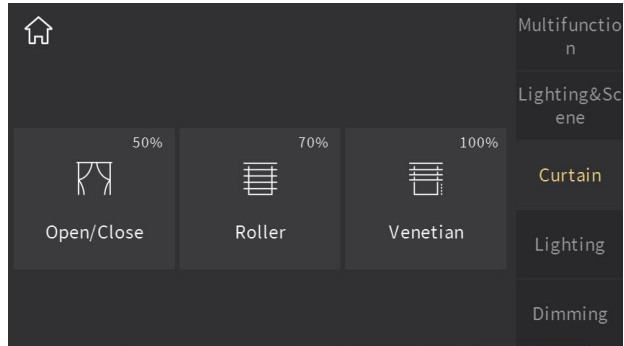 50%
Open/Close
70%
Roller
100%
Venetian
Multifunctio
n
Lighting&Sc
ene
Curtain
Lighting
Dimming